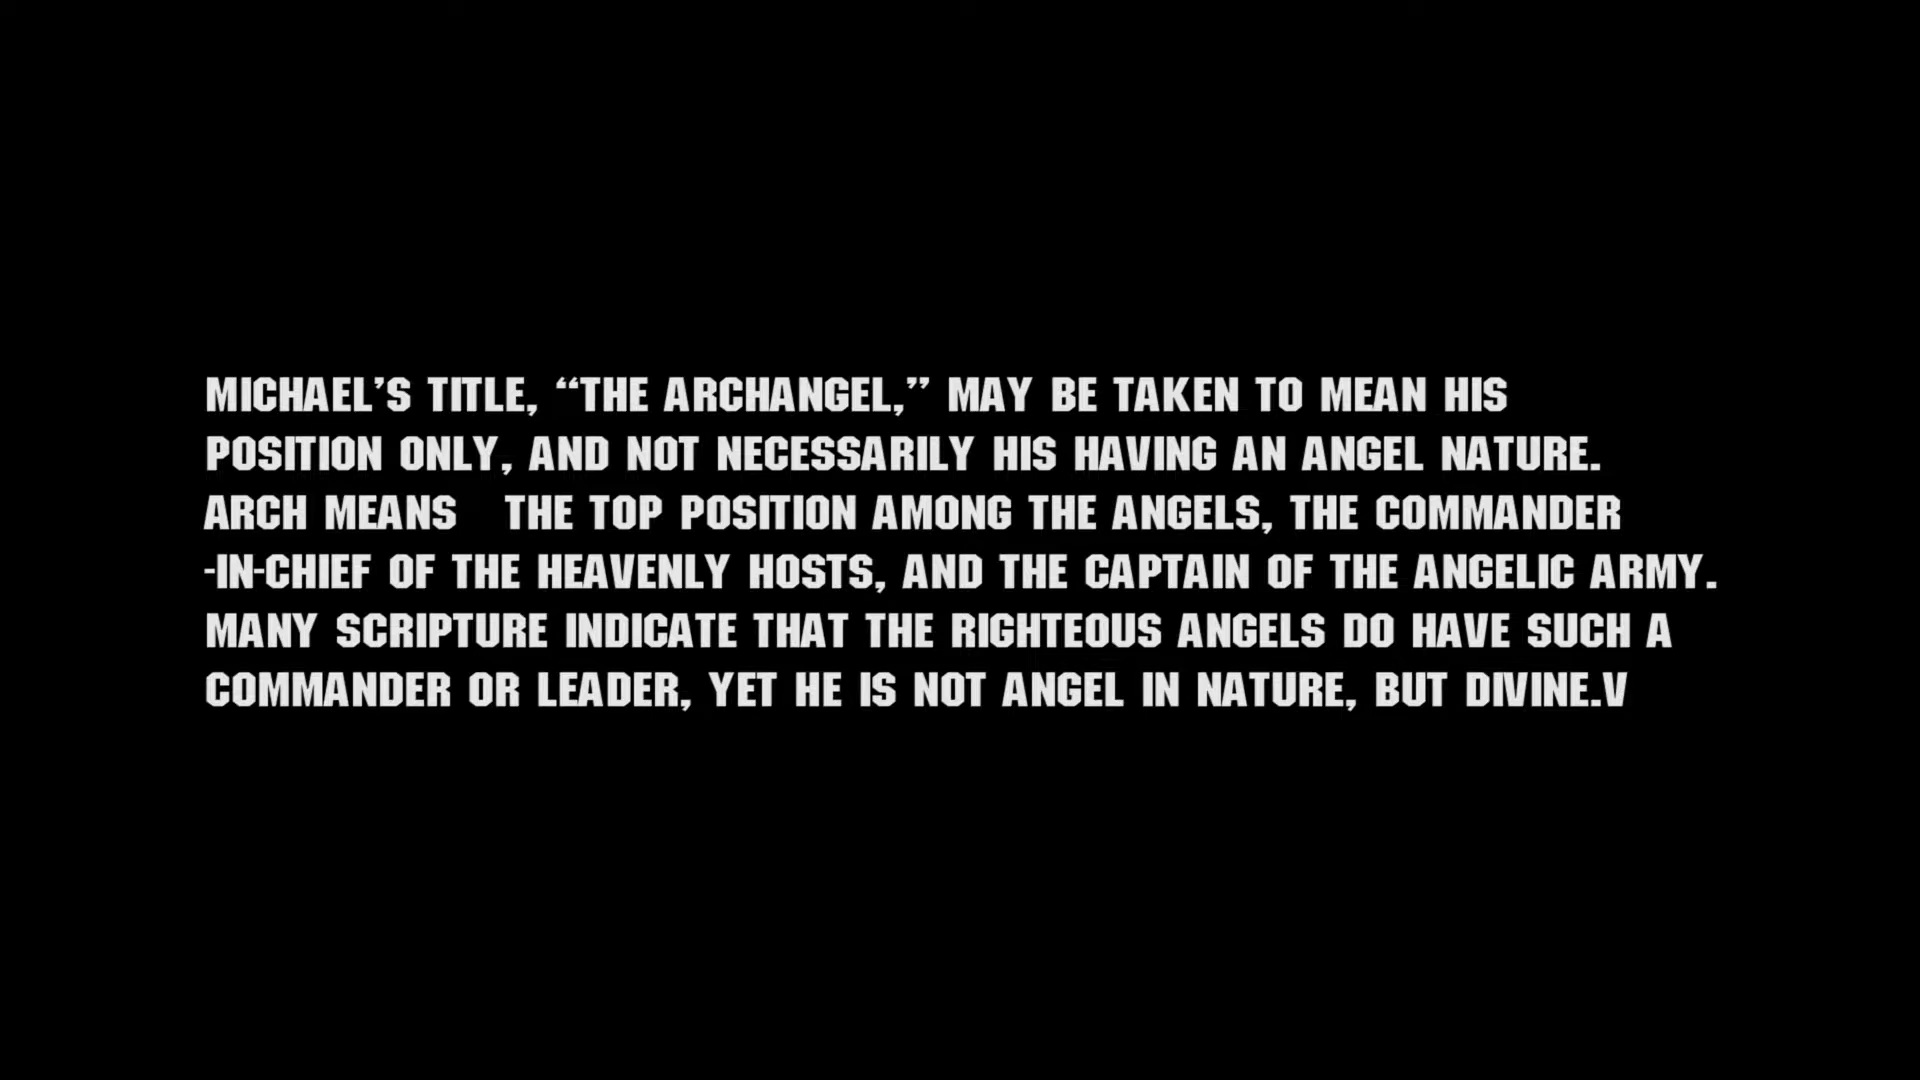 MICHAEL’S TITLE, “THE ARCHANGEL,” MAY BE TAKEN TO MEAN HIS
POSITION ONLY, AND NOT NECESSARILY HIS HAVING AN ANGEL NATURE.
ARCH MEANS   THE TOP POSITION AMONG THE ANGELS, THE COMMANDER
-IN-CHIEF OF THE HEAVENLY HOSTS, AND THE CAPTAIN OF THE ANGELIC ARMY.
MANY SCRIPTURE INDICATE THAT THE RIGHTEOUS ANGELS DO HAVE SUCH A
COMMANDER OR LEADER, YET HE IS NOT ANGEL IN NATURE, BUT DIVINE.V